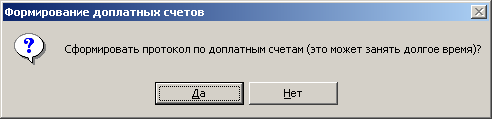 Формирование доплатных счетов
Сформировать протокол по доплатным счетам (это может занять долгое время)?
Да
Нет